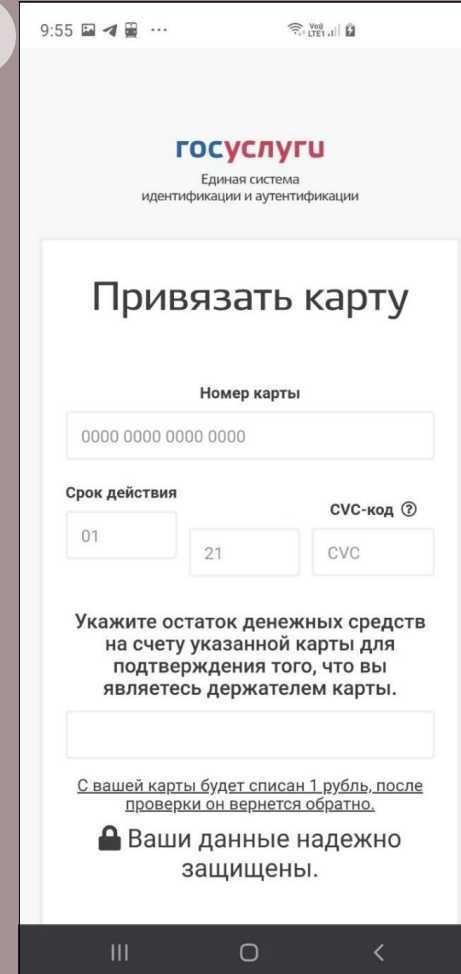 9:55
Vo)) LTE1
госуслуги
Единая система
идентификации и аутентификации
Привязать карту
Номер карты
0000 0000 0000 0000
Срок действия
CVC-код
01
21
CVC
Укажите остаток денежных средств
на счету указанной карты для
подтверждения того, что вы
являетесь держателем карты.
С вашей карты будет списан 1 рубль, после
проверки он вернется обратно.
Ваши данные надежно
защищены.